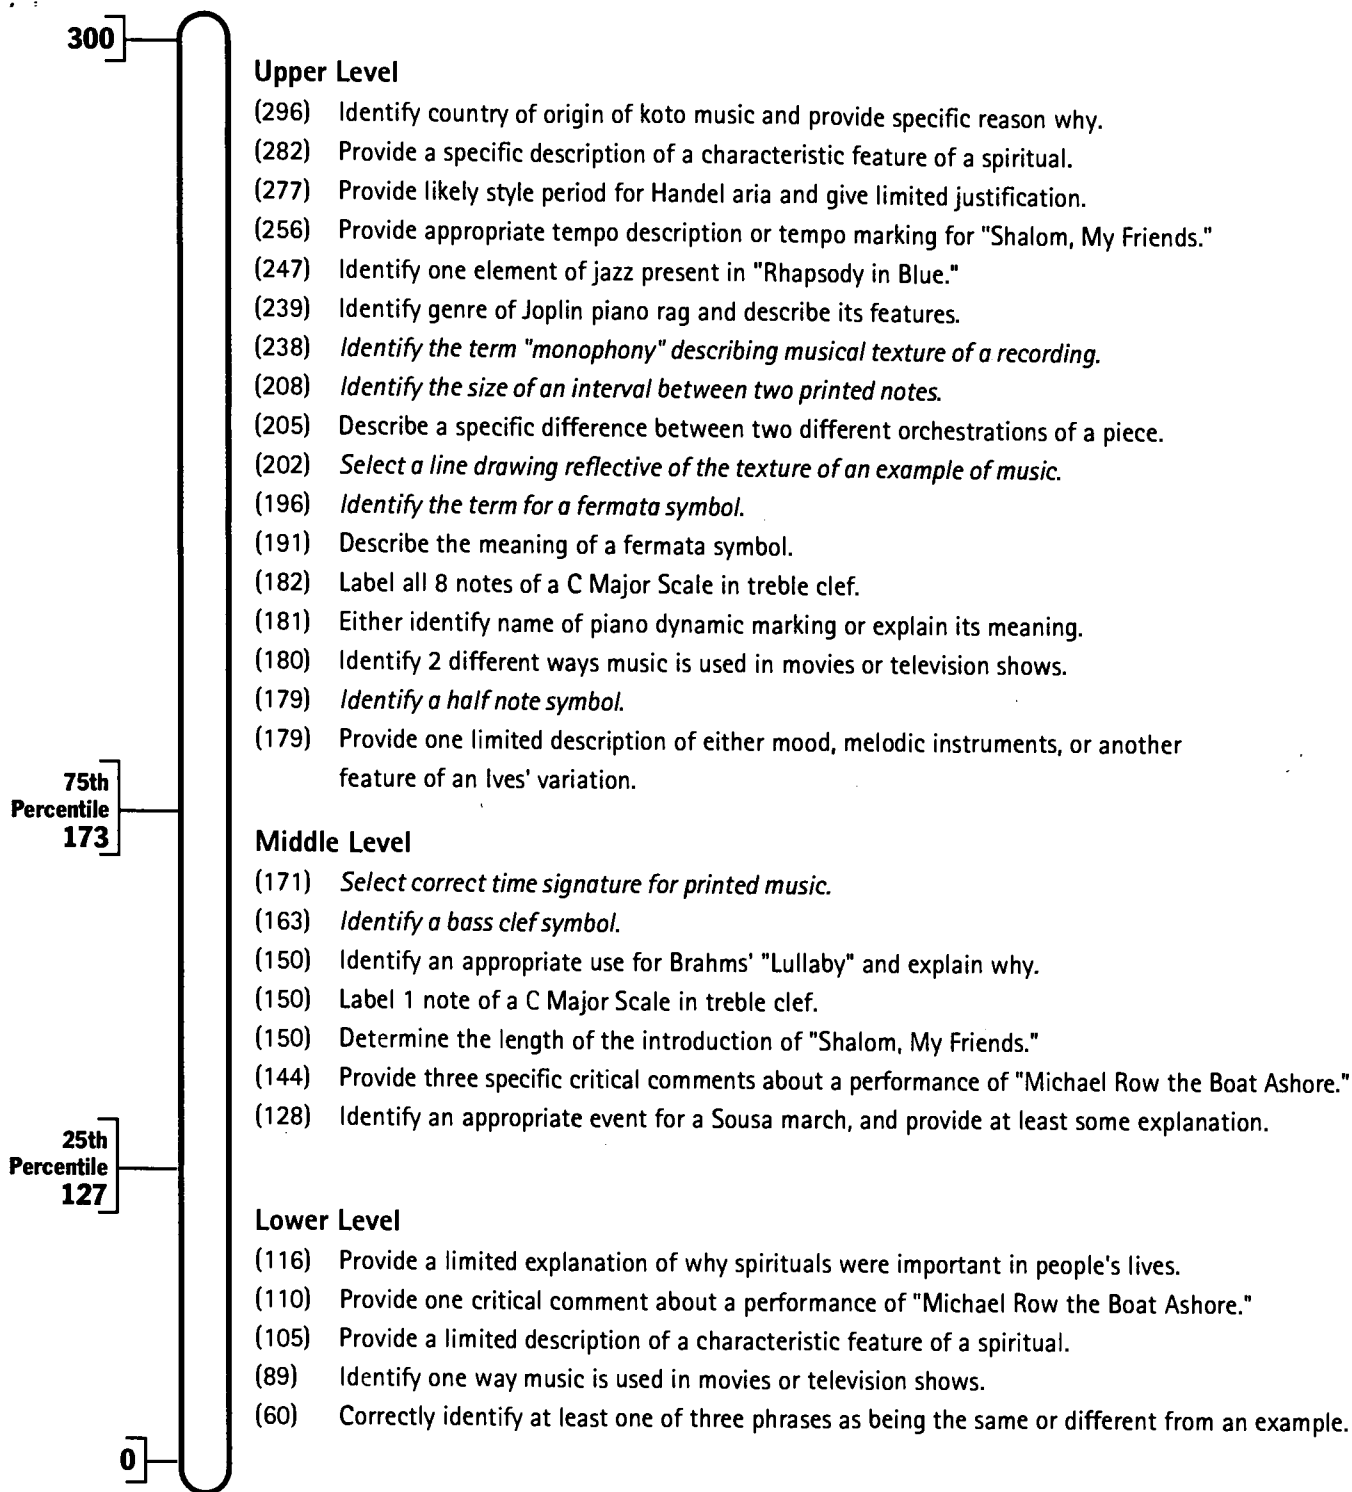 300
Upper Level
(296) Identify country of origin of koto music and provide specific reason why.
(282) Provide a specific description of a characteristic feature of a spiritual.
(277) Provide likely style period for Handel aria and give limited justification.
(256) Provide appropriate tempo description or tempo marking for "Shalom, My Friends."
(247) Identify one element of jazz present in "Rhapsody in Blue."
(239) Identify genre of Joplin piano rag and describe its features.
(238) Identify the term "monophony" describing musical texture of a recording.
(208) Identify the size of an interval between two printed notes.
(205) Describe a specific difference between two different orchestrations of a piece.
(202) Select a line drawing reflective of the texture of an example of music.
(196) Identify the term for a fermata symbol.
(191) Describe the meaning of a fermata symbol.
(182) Label all 8 notes of a C Major Scale in treble clef.
(181) Either identify name of piano dynamic marking or explain its meaning.
(180) Identify 2 different ways music is used in movies or television shows.
(179) Identify a half note symbol.
(179) Provide one limited description of either mood, melodic instruments, or another
feature of an Ives' variation.
75th
Percentile
173
Middle Level
(171) Select correct time signature for printed music.
(163) Identify a bass clef symbol.
(150) Identify an appropriate use for Brahms' "Lullaby" and explain why.
(150) Label 1 note of a C Major Scale in treble clef.
(150) Determine the length of the introduction of "Shalom, My Friends."
(144) Provide three specific critical comments about a performance of "Michael Row the Boat Ashore."
(128) Identify an appropriate event for a Sousa march, and provide at least some explanation.
25th
Percentile
127
Lower Level
(116) Provide a limited explanation of why spirituals were important in people's lives.
(110) Provide one critical comment about a performance of "Michael Row the Boat Ashore."
(105) Provide a limited description of a characteristic feature of a spiritual.
(89) Identify one way music is used in movies or television shows.
(60) Correctly identify at least one of three phrases as being the same or different from an example.
0